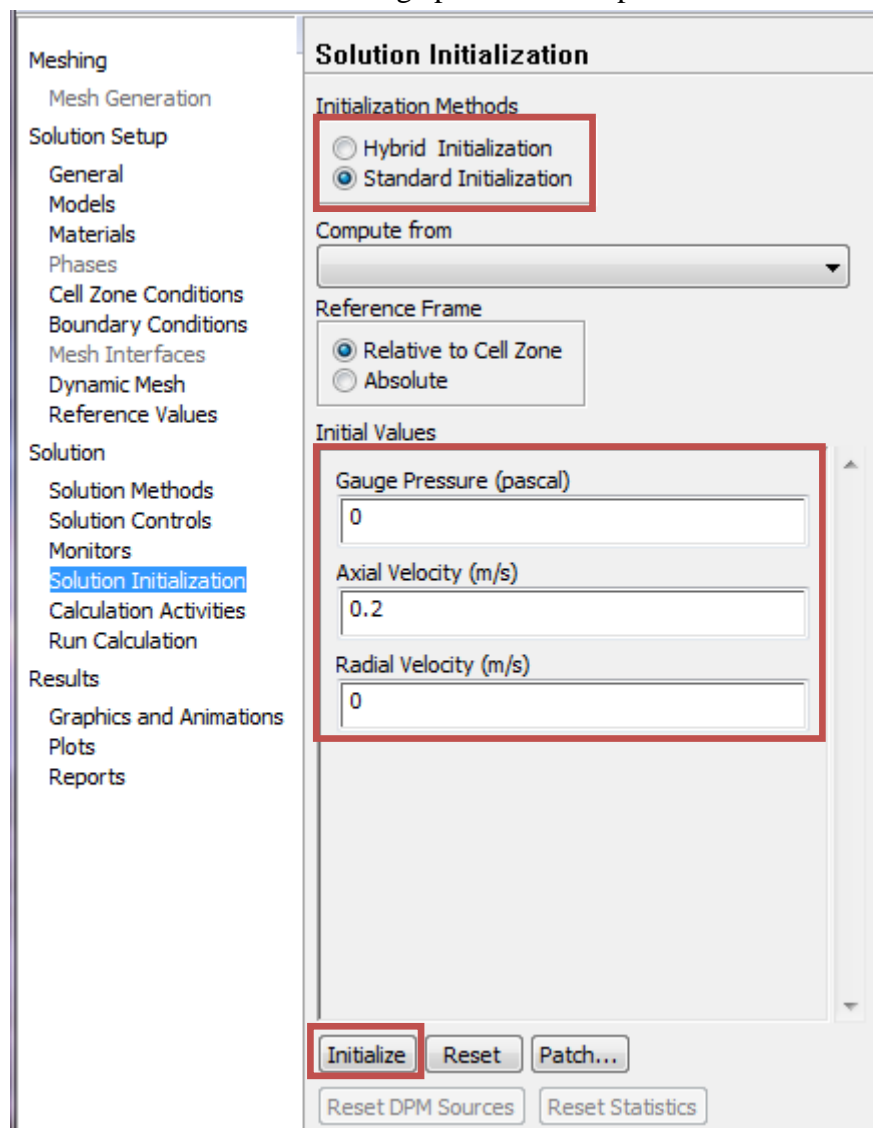 Meshing
Mesh Generation
Solution Setup
General
Models
Materials
Phases
Cell Zone Conditions
Boundary Conditions
Mesh Interfaces
Dynamic Mesh
Reference Values
Solution
Solution Methods
Solution Controls
Monitors
Solution Initialization
Calculation Activities
Run Calculation
Results
Graphics and Animations
Plots
Reports
Solution Initialization
Initialization Methods
Hybrid Initialization
Standard Initialization
Compute from
Reference Frame
Relative to Cell Zone
Absolute
Initial Values
Gauge Pressure (pascal)
0
Axial Velocity (m/s)
0.2
Radial Velocity (m/s)
0
Initialize Reset Patch...
Reset DPM Sources Reset Statistics